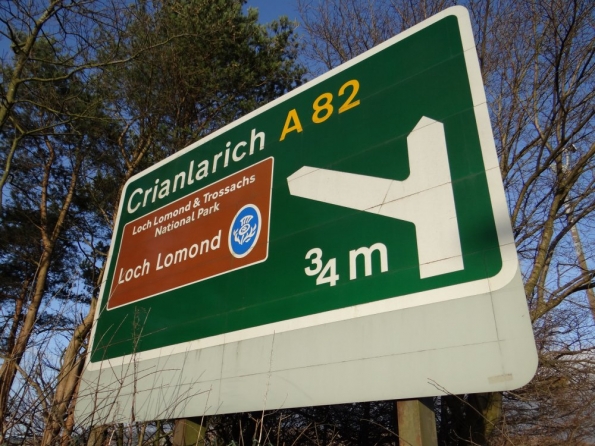 Crianlarich A 82
Loch Lomond & Trossachs
National Park
Loch Lomond
3/4 m